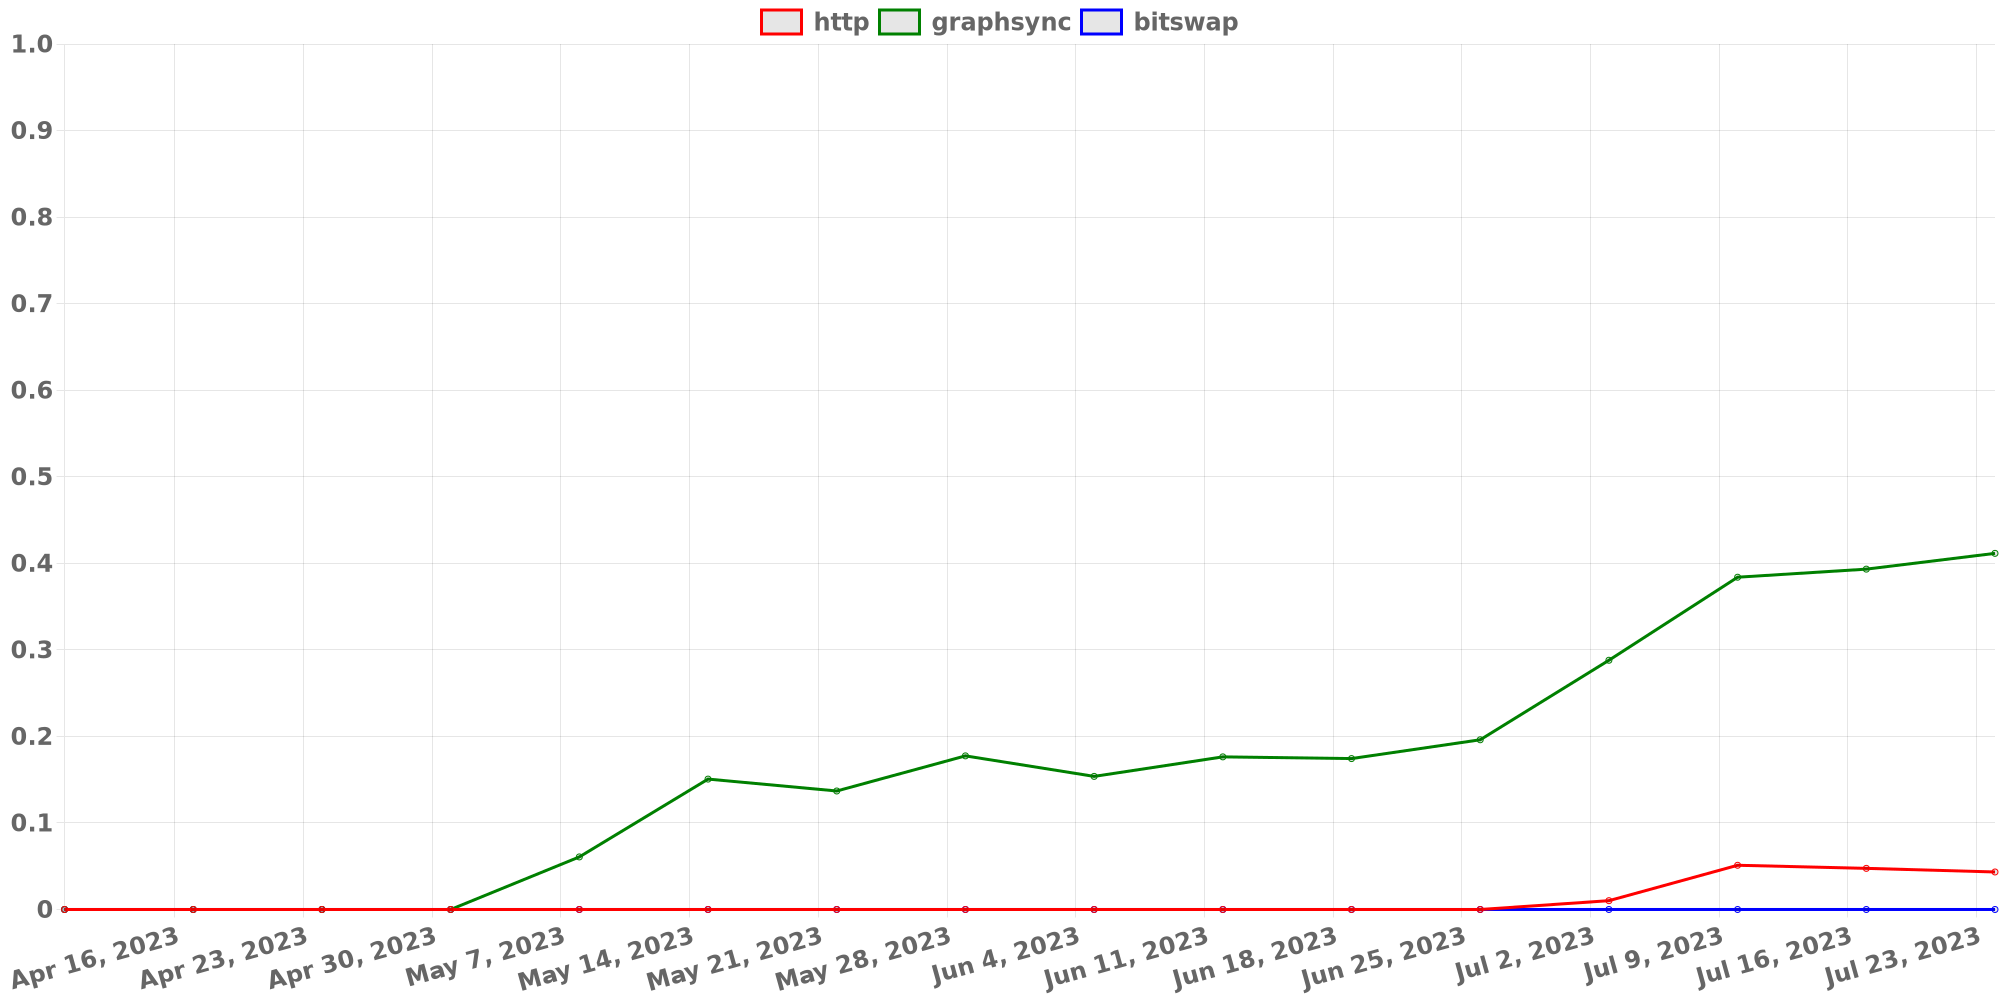 http graphsync bitswap
1.0
0.9
0.8
0.7
0.6
0.5
0.4
0.3
0.2
0.1
0
Apr 16, 2023
Apr 23, 2023
Apr 30, 2023
May 7, 2023
May 14, 2023
May 21, 2023
May 28, 2023
Jun 4, 2023
Jun 11, 2023
Jun 18, 2023
Jun 25, 2023
Jul 2, 2023
Jul 9, 2023
Jul 16, 2023
Jul 23, 2023